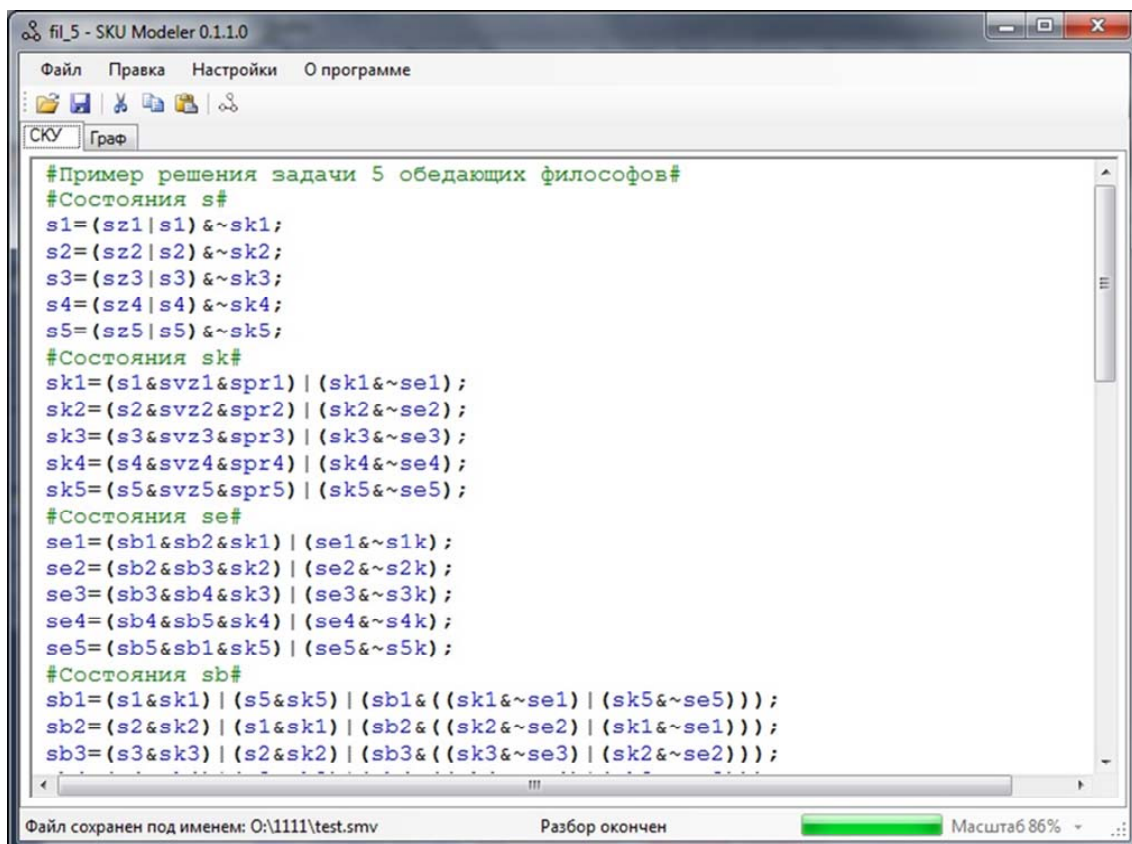 fil_5 - SKU Modeler 0.1.1.0
Файл Правка Настройки О программе
СКУ Граф
#Пример решения задачи 5 обедающих философов#
#Состояния s#
s1=(sz1|s1)&~sk1;
s2=(sz2|s2)&~sk2;
s3=(sz3|s3)&~sk3;
s4=(sz4|s4)&~sk4;
s5=(sz5|s5)&~sk5;
#Состояния sk#
sk1=(s1&svz1&spr1)|(sk1&~se1);
sk2=(s2&svz2&spr2)|(sk2&~se2);
sk3=(s3&svz3&spr3)|(sk3&~se3);
sk4=(s4&svz4&spr4)|(sk4&~se4);
sk5=(s5&svz5&spr5)|(sk5&~se5);
#Состояния se#
se1=(sb1&sb2&sk1)|(se1&~s1k);
se2=(sb2&sb3&sk2)|(se2&~s2k);
se3=(sb3&sb4&sk3)|(se3&~s3k);
se4=(sb4&sb5&sk4)|(se4&~s4k);
se5=(sb5&sb1&sk5)|(se5&~s5k);
#Состояния sb#
sb1=(s1&sk1)|(s5&sk5)|(sb1&((sk1&~se1)|(sk5&~se5)));
sb2=(s2&sk2)|(s1&sk1)|(sb2&((sk2&~se2)|(sk1&~se1)));
sb3=(s3&sk3)|(s2&sk2)|(sb3&((sk3&~se3)|(sk2&~se2)));
Файл сохранен под именем: O:\1111\test.smv Разбор окончен Масштаб 86%